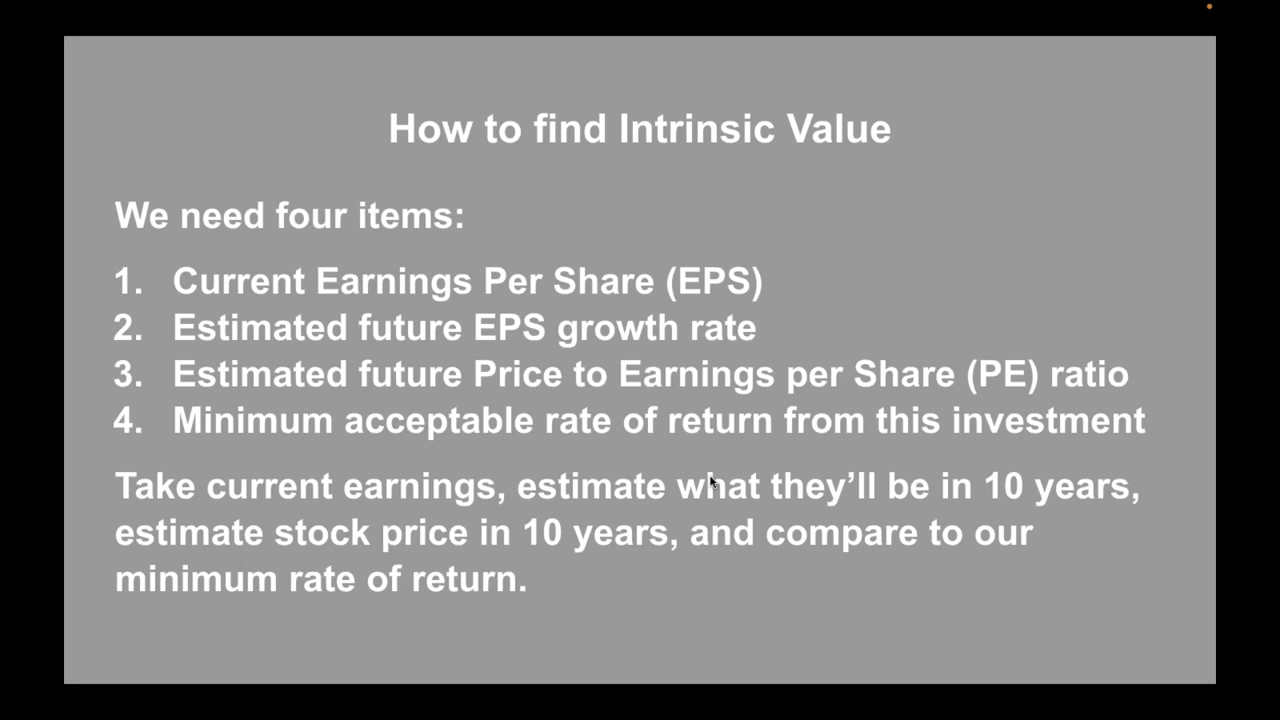 How to find Intrinsic Value
We need four items:
1. Current Earnings Per Share (EPS)
2. Estimated future EPS growth rate
3. Estimated future Price to Earnings per Share (PE) ratio
4. Minimum acceptable rate of return from this investment
Take current earnings, estimate what they’ll be in 10 years,
estimate stock price in 10 years, and compare to our
minimum rate of return.